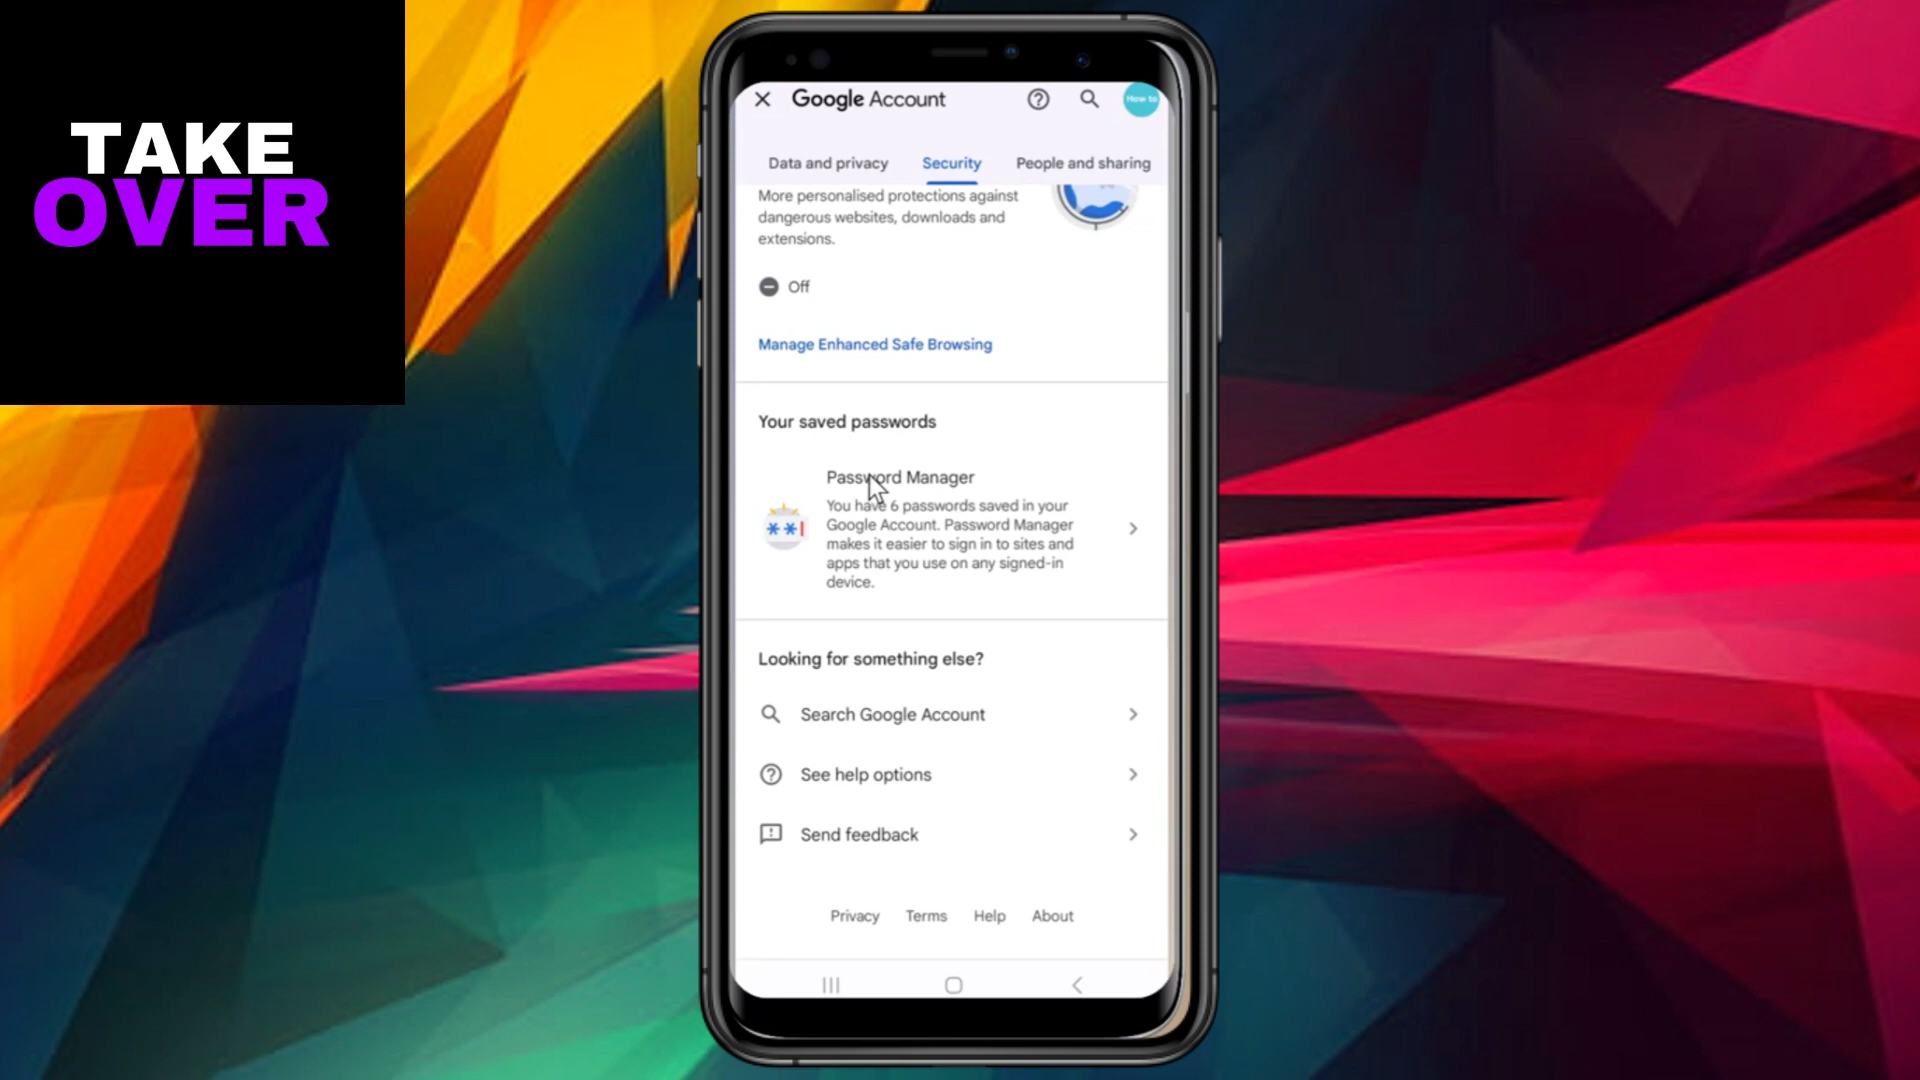 TAKE
OVER
Google Account
How to
Data and privacy
Security
People and sharing
More personalised protections against
dangerous websites, downloads and
extensions.
Off
Manage Enhanced Safe Browsing
Your saved passwords
Password Manager
You have 6 passwords saved in your
Google Account. Password Manager
makes it easier to sign in to sites and
apps that you use on any signed-in
device.
Looking for something else?
Search Google Account
See help options
Send feedback
Privacy
Terms
Help
About